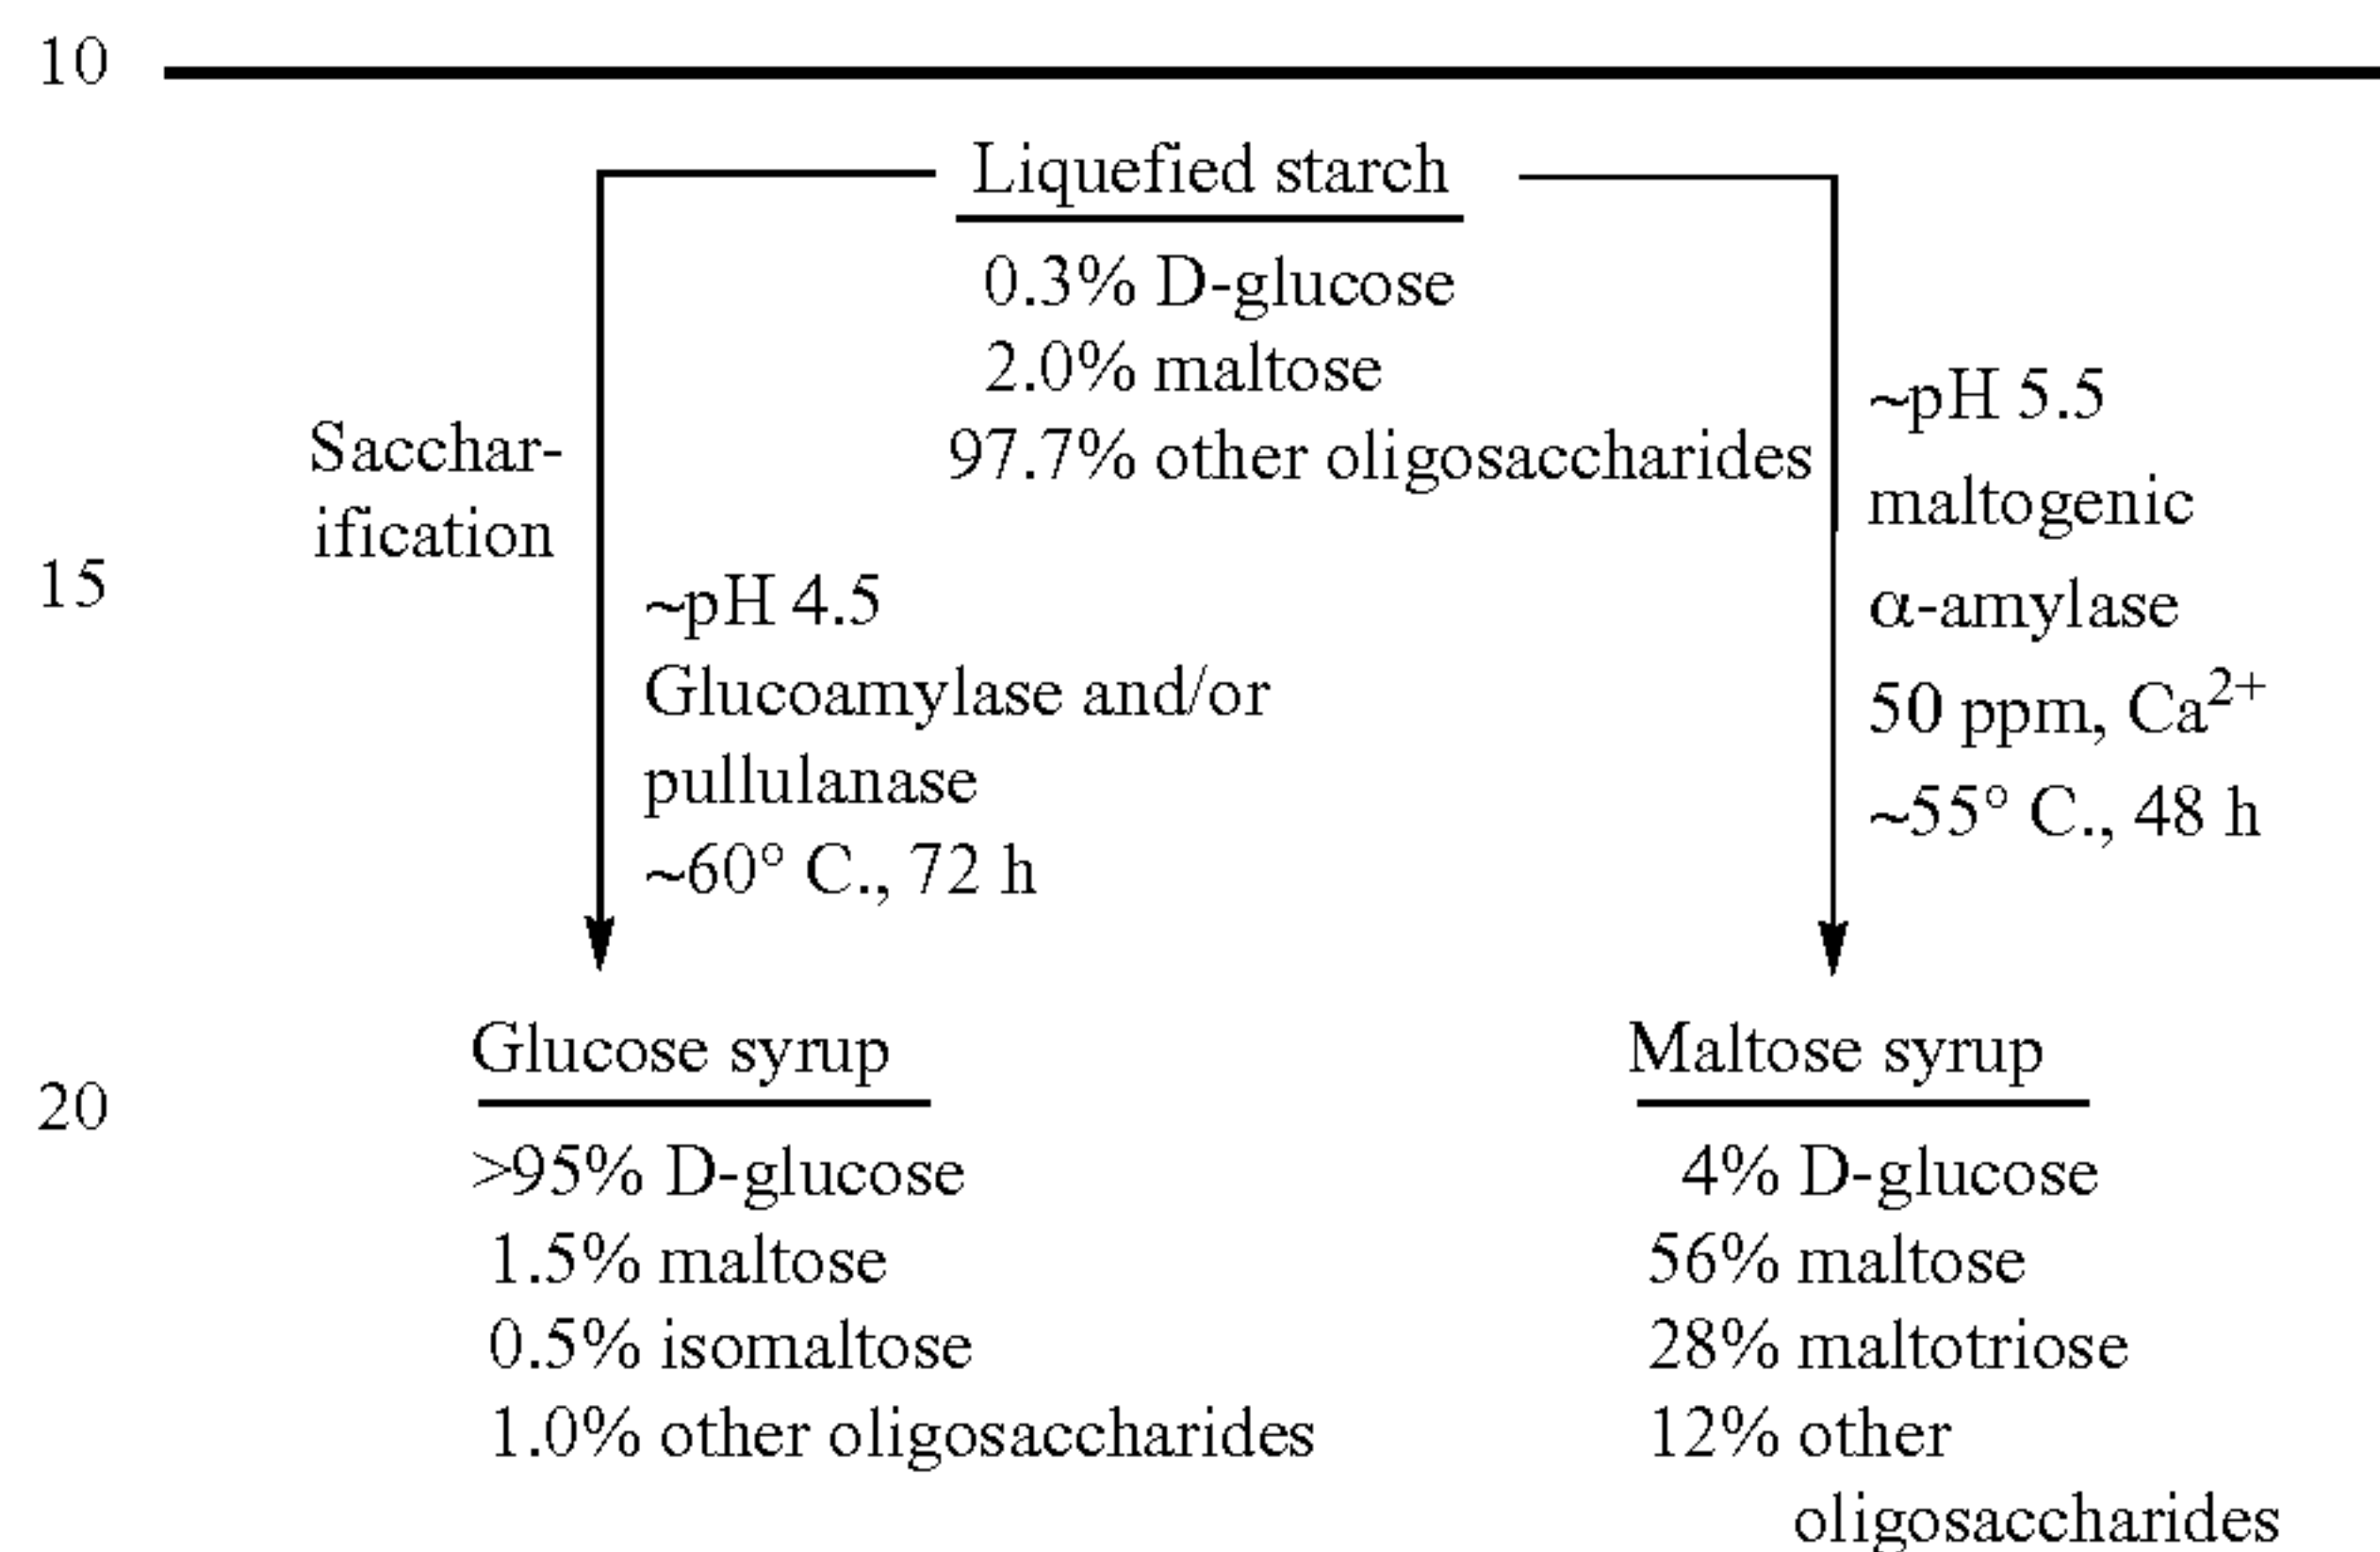 10
Liquefied starch
0.3% D-glucose
2.0% maltose
97.7% other oligosaccharides
Sacchar-
ification
15
~pH 4.5
Glucoamylase and/or
pullulanase
~60° C., 72 h
~pH 5.5
maltogenic
α-amylase
50 ppm, Ca²⁺
~55° C., 48 h
20
Glucose syrup
>95% D-glucose
1.5% maltose
0.5% isomaltose
1.0% other oligosaccharides
Maltose syrup
4% D-glucose
56% maltose
28% maltotriose
12% other
oligosaccharides